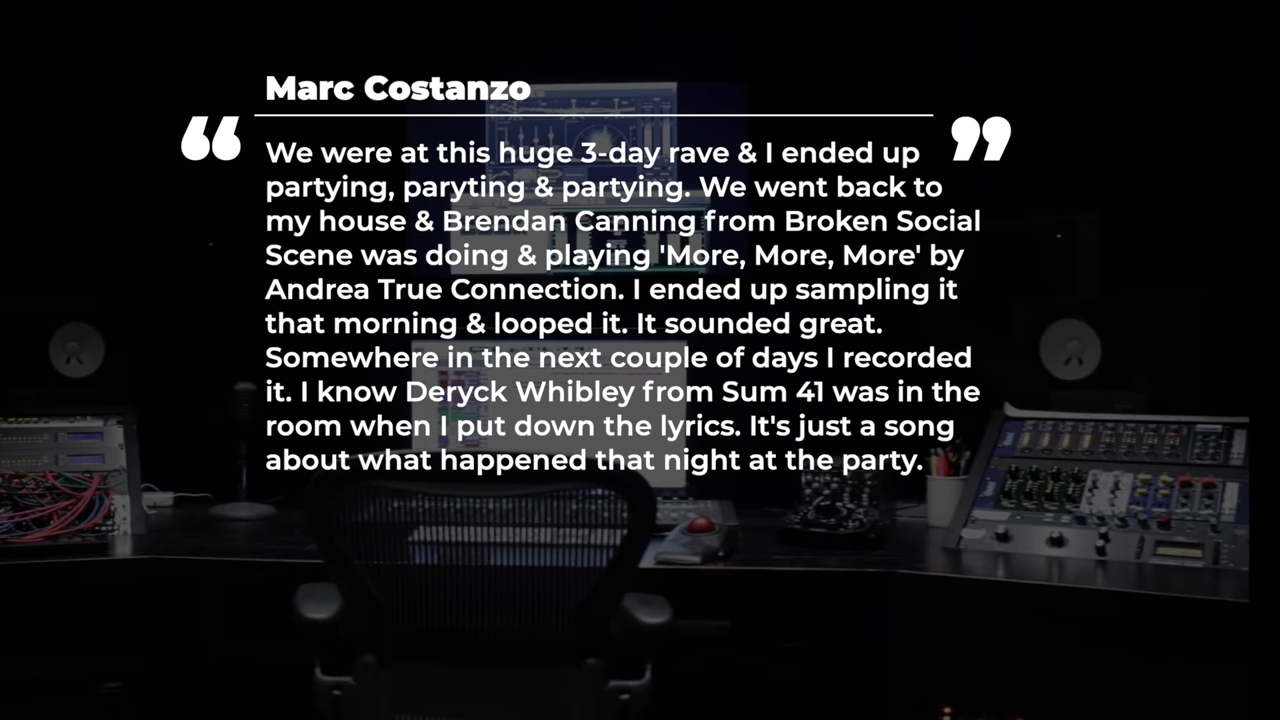 Marc Costanzo
“ We were at this huge 3-day rave & I ended up ”
partying, paryting & partying. We went back to
my house & Brendan Canning from Broken Social
Scene was doing & playing 'More, More, More' by
Andrea True Connection. I ended up sampling it
that morning & looped it. It sounded great.
Somewhere in the next couple of days I recorded
it. I know Deryck Whibley from Sum 41 was in the
room when I put down the lyrics. It's just a song
about what happened that night at the party.